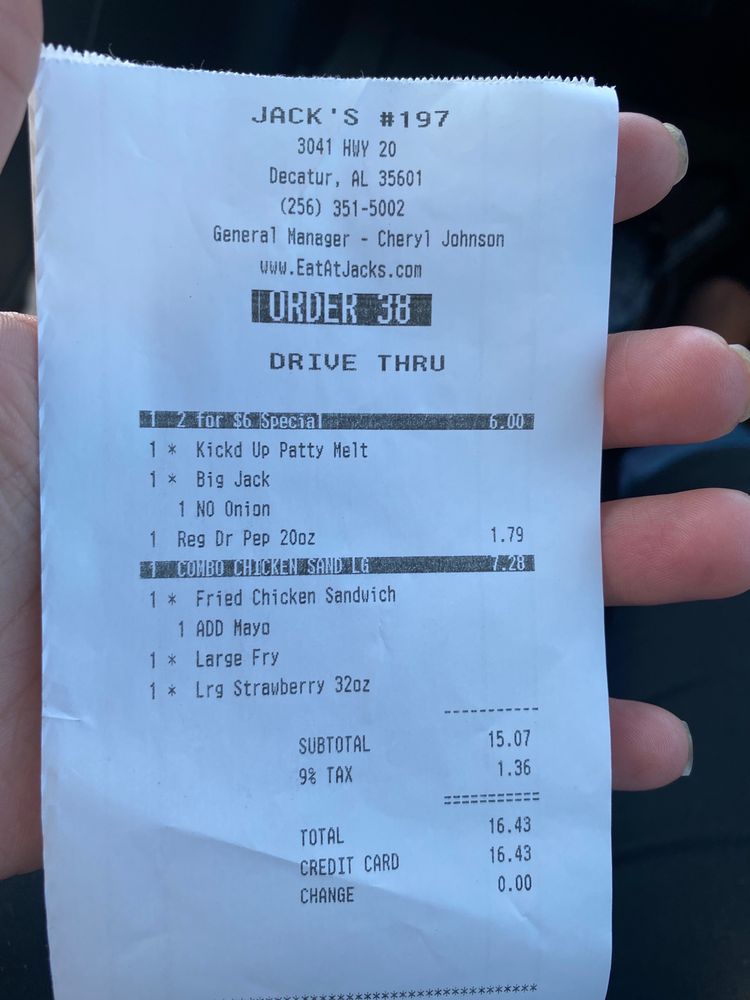 JACK'S #197
3041 HWY 20
Decatur, AL 35601
(256) 351-5002
General Manager - Cheryl Johnson
www.EatAtJacks.com
ORDER 38
DRIVE THRU
1 2 for $6 Special 6.00
1 * Kickd Up Patty Melt
1 * Big Jack
1 NO Onion
1 Reg Dr Pep 20oz 1.79
1 COMBO CHICKEN SAND LG 7.28
1 * Fried Chicken Sandwich
1 ADD Mayo
1 * Large Fry
1 * Lrg Strawberry 32oz
----------
SUBTOTAL 15.07
9% TAX 1.36
==========
TOTAL 16.43
CREDIT CARD 16.43
CHANGE 0.00